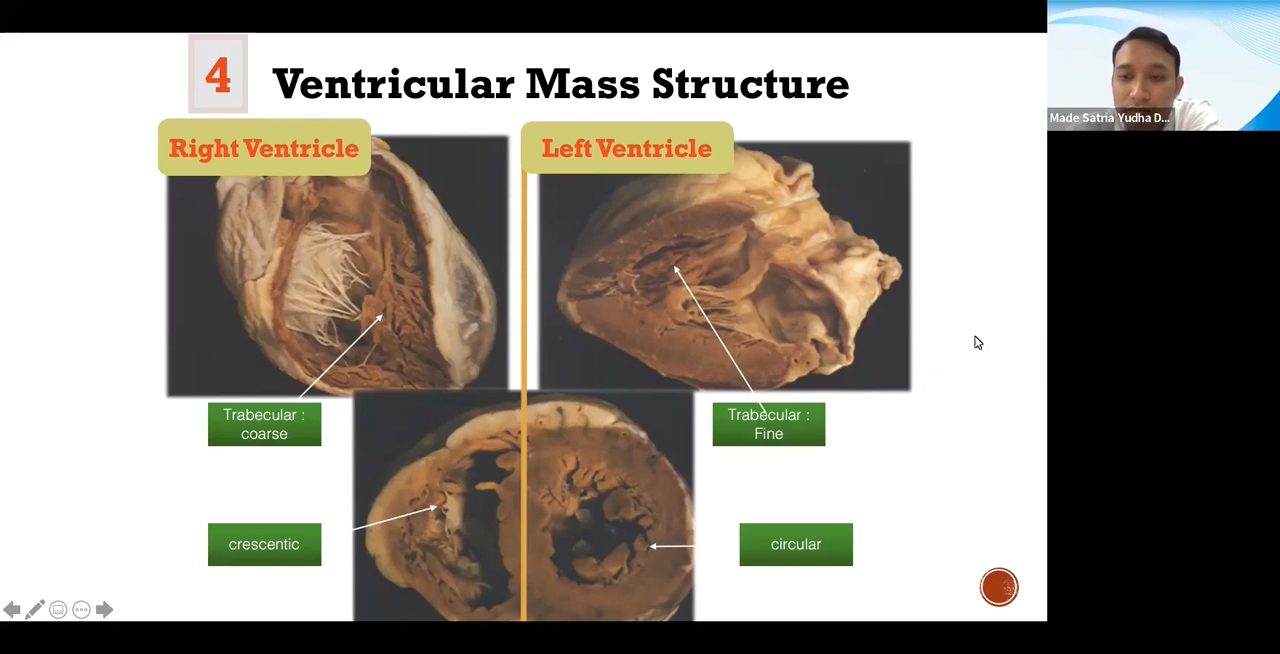 4
Ventricular Mass Structure
Made Satria Yudha D...
Right Ventricle
Left Ventricle
Trabecular :
coarse
Trabecular :
Fine
crescentic
circular